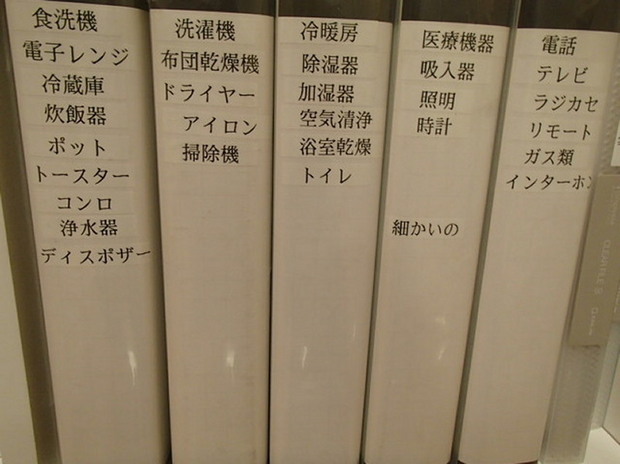 食洗機
電子レンジ
冷蔵庫
炊飯器
ポット
トースター
コンロ
浄水器
ディスポザー
洗濯機
布団乾燥機
ドライヤー
アイロン
掃除機
冷暖房
除湿器
加湿器
空気清浄
浴室乾燥
トイレ
医療機器
吸入器
照明
時計
細かいの
電話
テレビ
ラジカセ
リモート
ガス類
インターホン